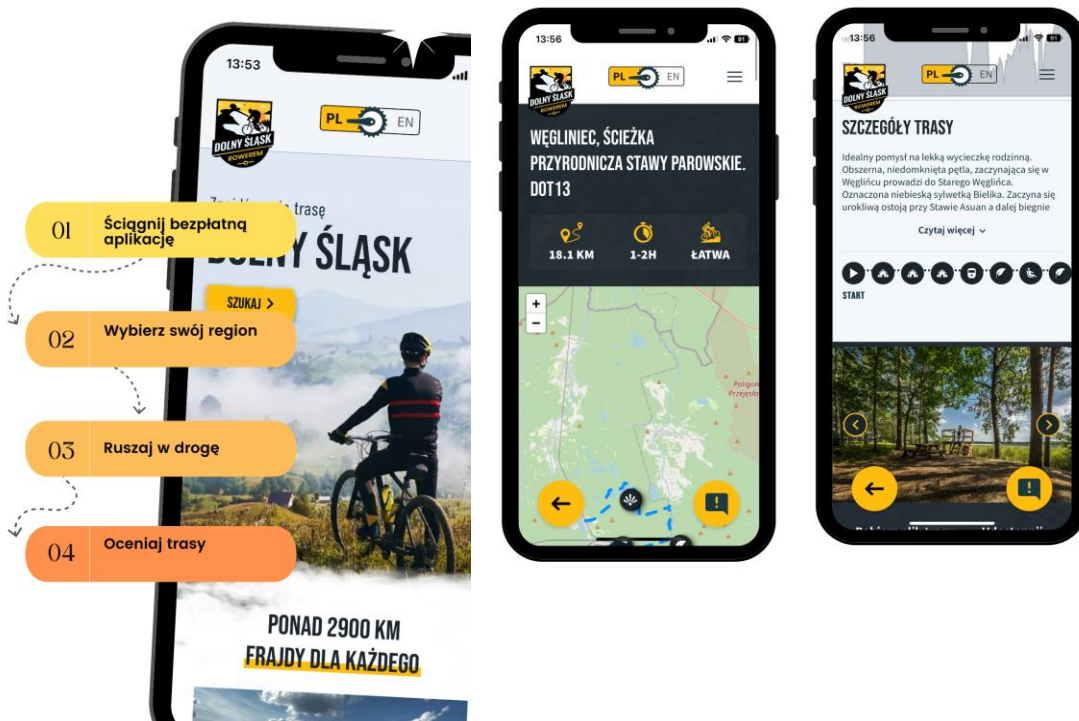 13:53
DOLNY ŚLĄSK
ROWEREM
PL
EN
trasę
DOLNY ŚLĄSK
SZUKAJ >
01
Ściągnij bezpłatną
aplikację
02
Wybierz swój region
03
Ruszaj w drogę
04
Oceniaj trasy
PONAD 2900 KM
FRAJDY DLA KAŻDEGO
13:56
91
DOLNY ŚLĄSK
ROWEREM
PL
EN
WĘGLINIEC, ŚCIEŻKA
PRZYRODNICZA STAWY PAROWSKIE.
DOT13
18.1 KM
1-2H
ŁATWA
+
−
Poligon
13:56
91
DOLNY ŚLĄSK
ROWEREM
PL
EN
SZCZEGÓŁY TRASY
Idealny pomysł na lekką wycieczkę rodzinną.
Obszerna, niedomknięta pętla, zaczynająca się w
Węglińcu prowadzi do Starego Węglińca.
Oznaczona niebieską sylwetką Bielika. Zaczyna się
urokliwą ostoją przy Stawie Asuan a dalej biegnie
Czytaj więcej
START